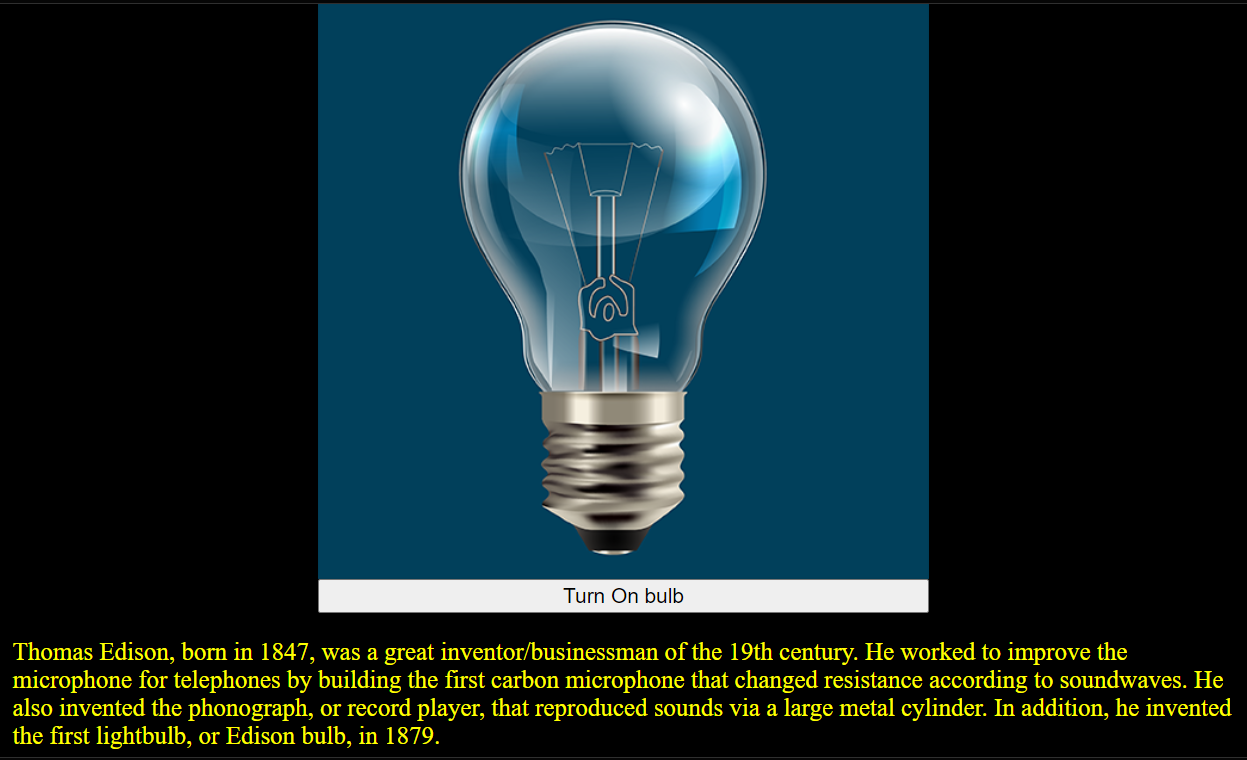 Turn On bulb
Thomas Edison, born in 1847, was a great inventor/businessman of the 19th century. He worked to improve the
microphone for telephones by building the first carbon microphone that changed resistance according to soundwaves. He
also invented the phonograph, or record player, that reproduced sounds via a large metal cylinder. In addition, he invented
the first lightbulb, or Edison bulb, in 1879.